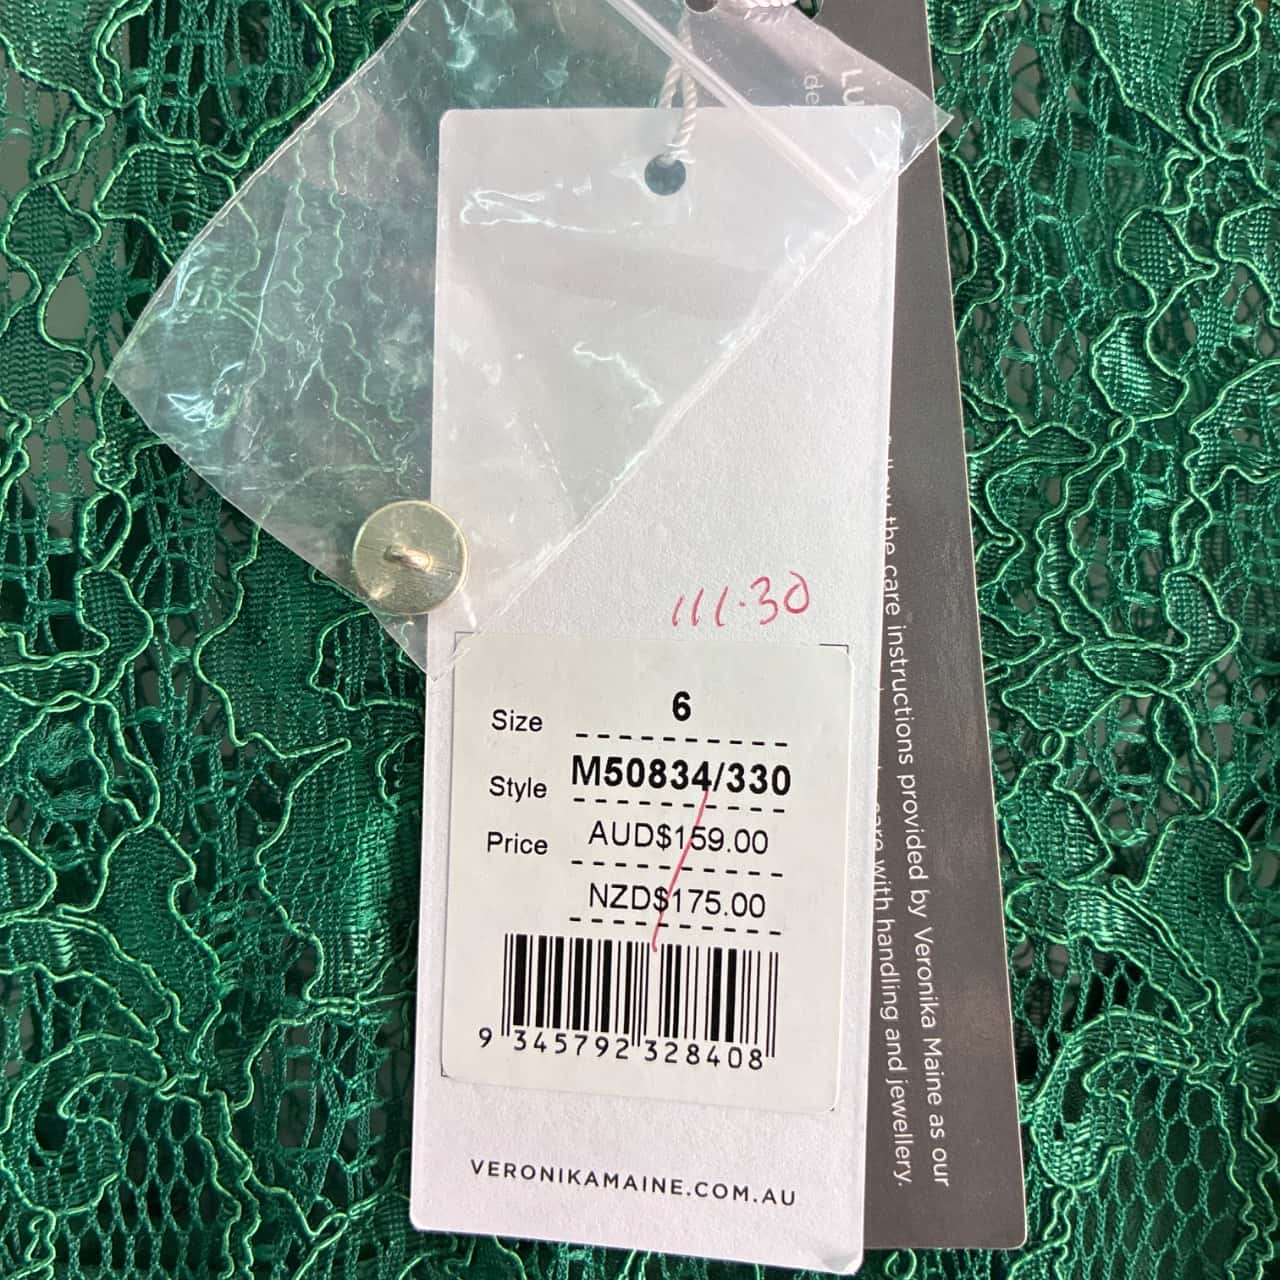 111.30
Size 6
Style M50834/330
Price AUD$159.00
NZD$175.00
9 345792 328408
VERONIKAMAINE.COM.AU
the care instructions provided by Veronika Maine as our
care with handling and jewellery.